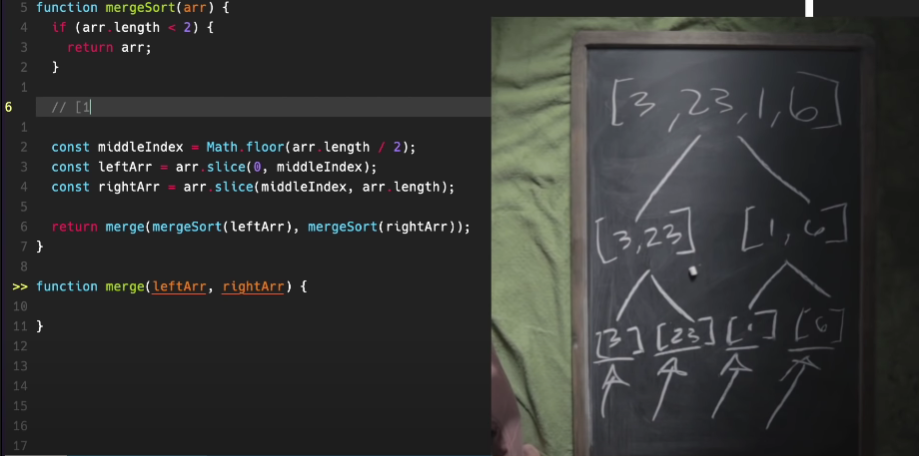 5 function mergeSort(arr) {
4 if (arr.length < 2) {
3 return arr;
2 }
1
6 // [1
1
2 const middleIndex = Math.floor(arr.length / 2);
3 const leftArr = arr.slice(0, middleIndex);
4 const rightArr = arr.slice(middleIndex, arr.length);
5
6 return merge(mergeSort(leftArr), mergeSort(rightArr));
7 }
8
>> function merge(leftArr, rightArr) {
10
11 }
12
13
14
15
16
17
[3,23,1,6]
[3,23] [1,6]
[3] [23] [1] [6]